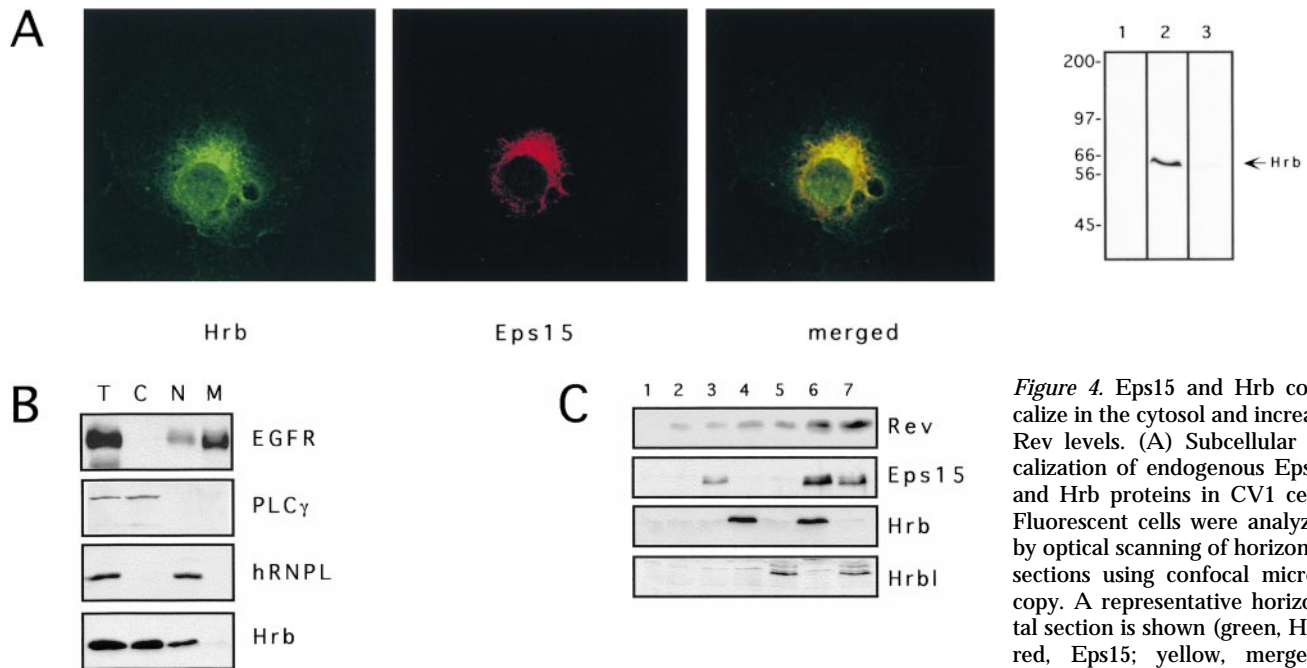 A
1 2 3
200-
97-
66-
56-
45-
Hrb
Hrb
Eps15
merged
B
T C N M
EGFR
PLCγ
hRNPL
Hrb
C
1 2 3 4 5 6 7
Rev
Eps15
Hrb
Hrbl
Figure 4. Eps15 and Hrb co
calize in the cytosol and increa
Rev levels. (A) Subcellular
calization of endogenous Eps
and Hrb proteins in CV1 ce
Fluorescent cells were analyz
by optical scanning of horizon
sections using confocal micro
copy. A representative horizo
tal section is shown (green, H
red, Eps15; yellow, merge